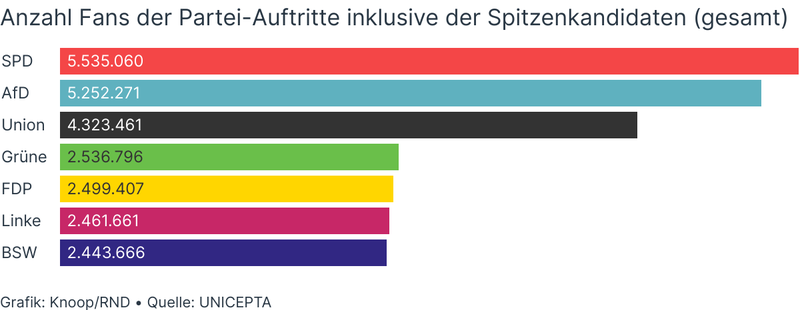 Anzahl Fans der Partei-Auftritte inklusive der Spitzenkandidaten (gesamt)
SPD 5.535.060
AfD 5.252.271
Union 4.323.461
Grüne 2.536.796
FDP 2.499.407
Linke 2.461.661
BSW 2.443.666
Grafik: Knoop/RND • Quelle: UNICEPTA